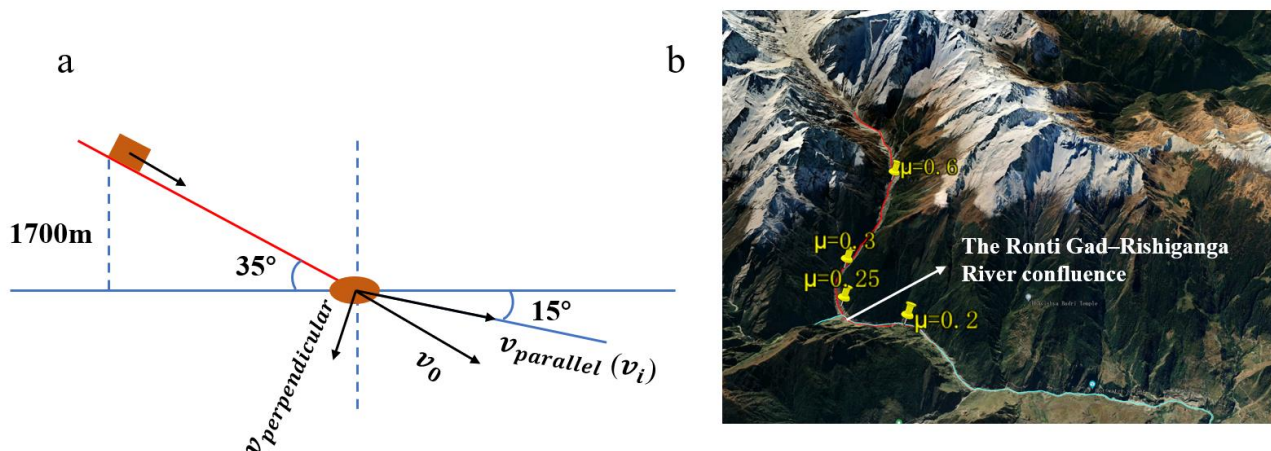 a
1700m
35°
15°
v_perpendicular
v_0
v_parallel (v_i)
b
μ=0.6
μ=0.3
μ=0.25
μ=0.2
The Ronti Gad–Rishiganga
River confluence